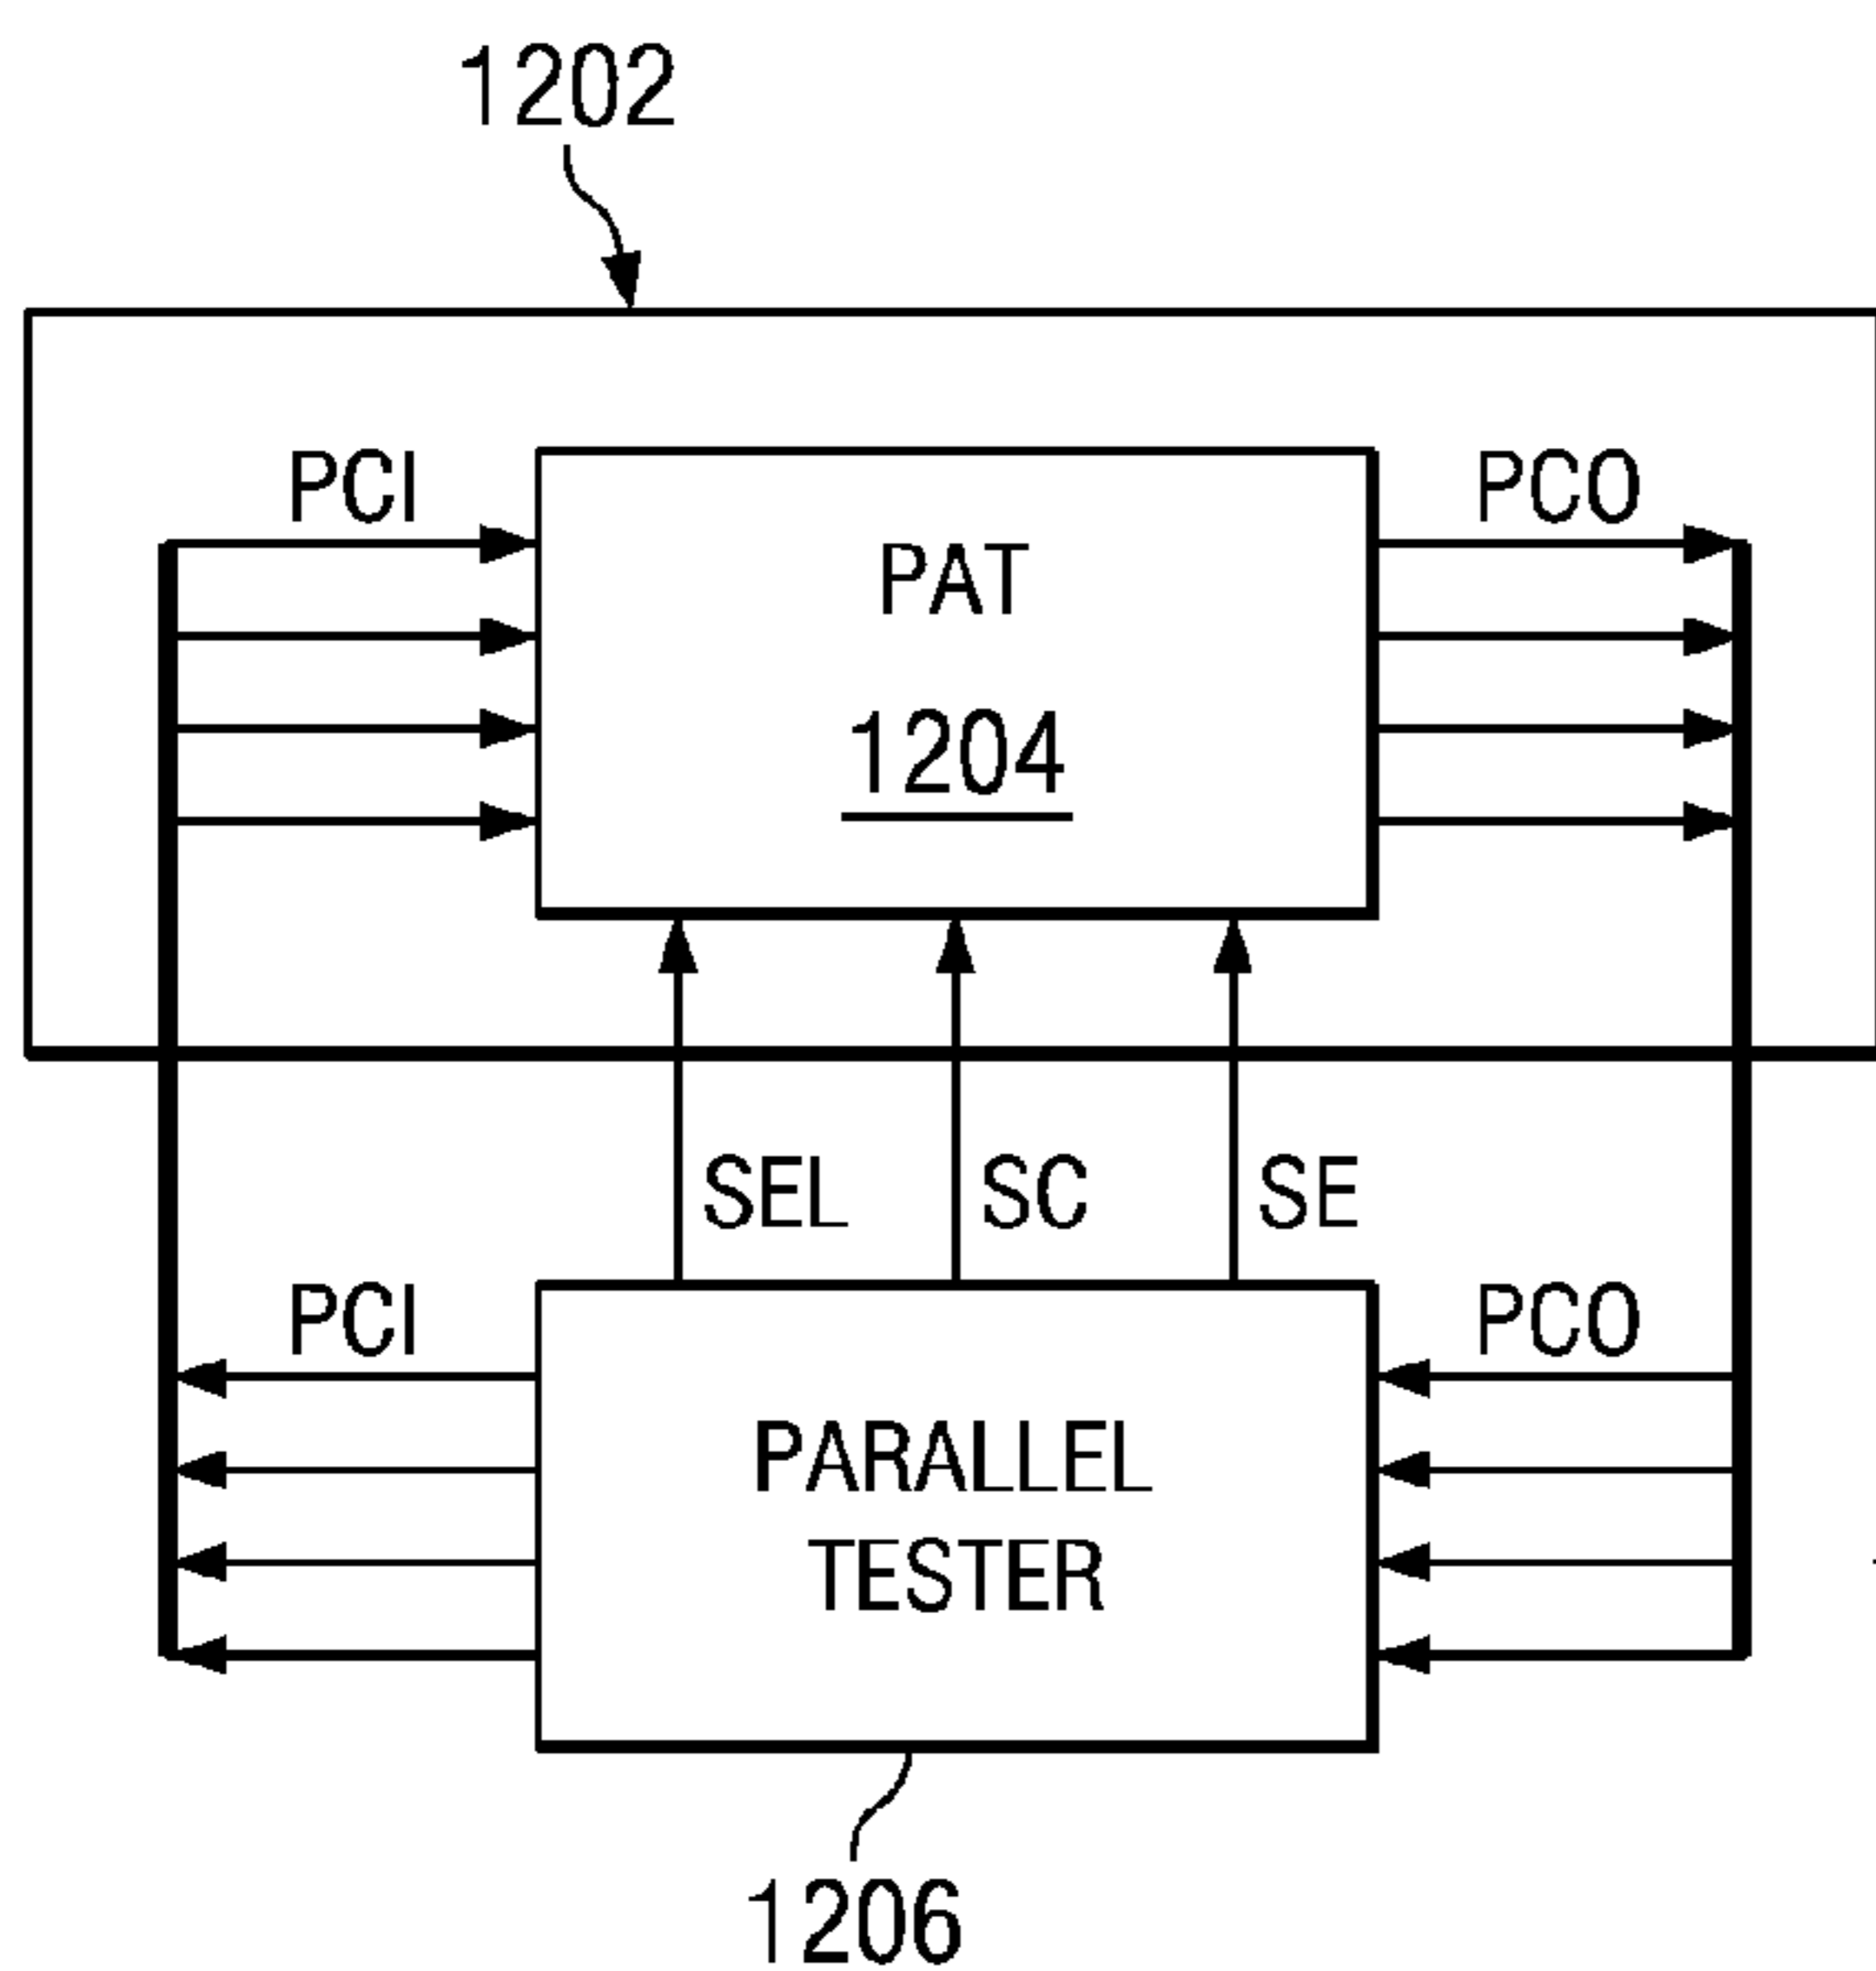 1202
PCI
PCO
PAT
1204
SEL
SC
SE
PCI
PCO
PARALLEL
TESTER
1206